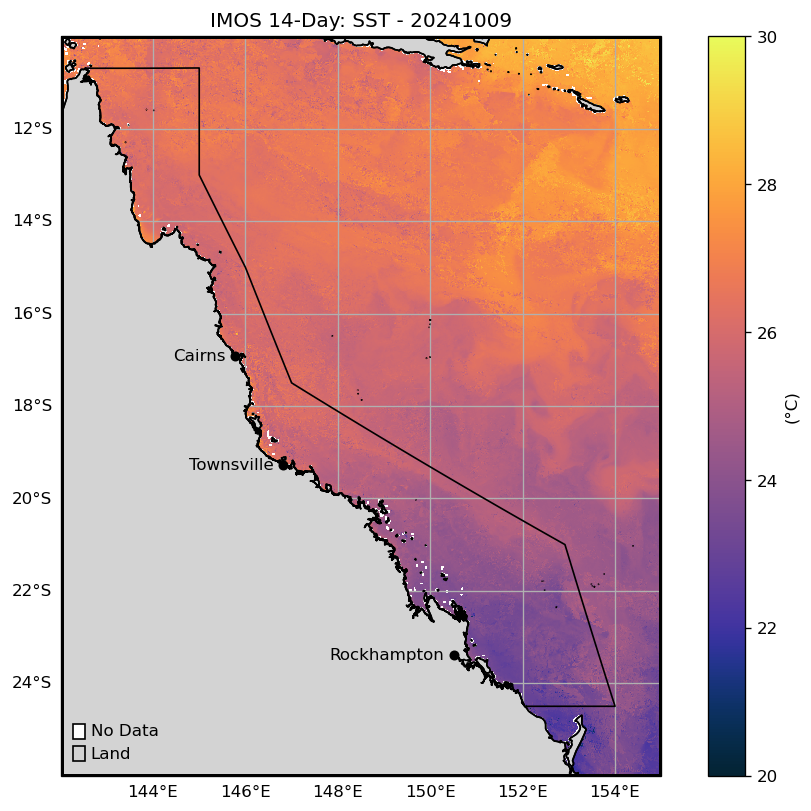 IMOS 14-Day: SST - 20241009
12°S
14°S
16°S
18°S
20°S
22°S
24°S
Cairns
Townsville
Rockhampton
No Data
Land
144°E 146°E 148°E 150°E 152°E 154°E
30
28
26
24
22
20
(°C)